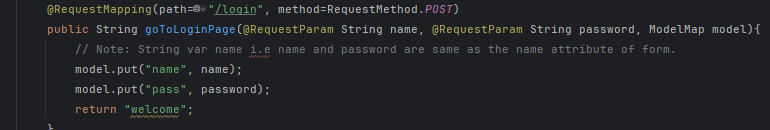 @RequestMapping(path="/login", method=RequestMethod.POST)
public String goToLoginPage(@RequestParam String name, @RequestParam String password, ModelMap model){
// Note: String var name i.e name and password are same as the name attribute of form.
model.put("name", name);
model.put("pass", password);
return "welcome";
}